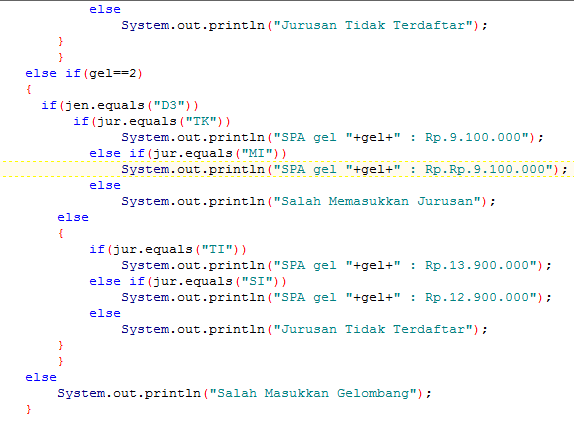 else
System.out.println("Jurusan Tidak Terdaftar");
}
}
else if(gel==2)
{
if(jen.equals("D3"))
if(jur.equals("TK"))
System.out.println("SPA gel "+gel+" : Rp.9.100.000");
else if(jur.equals("MI"))
System.out.println("SPA gel "+gel+" : Rp.Rp.9.100.000");
else
System.out.println("Salah Memasukkan Jurusan");
else
{
if(jur.equals("TI"))
System.out.println("SPA gel "+gel+" : Rp.13.900.000");
else if(jur.equals("SI"))
System.out.println("SPA gel "+gel+" : Rp.12.900.000");
else
System.out.println("Jurusan Tidak Terdaftar");
}
}
else
System.out.println("Salah Masukkan Gelombang");
}